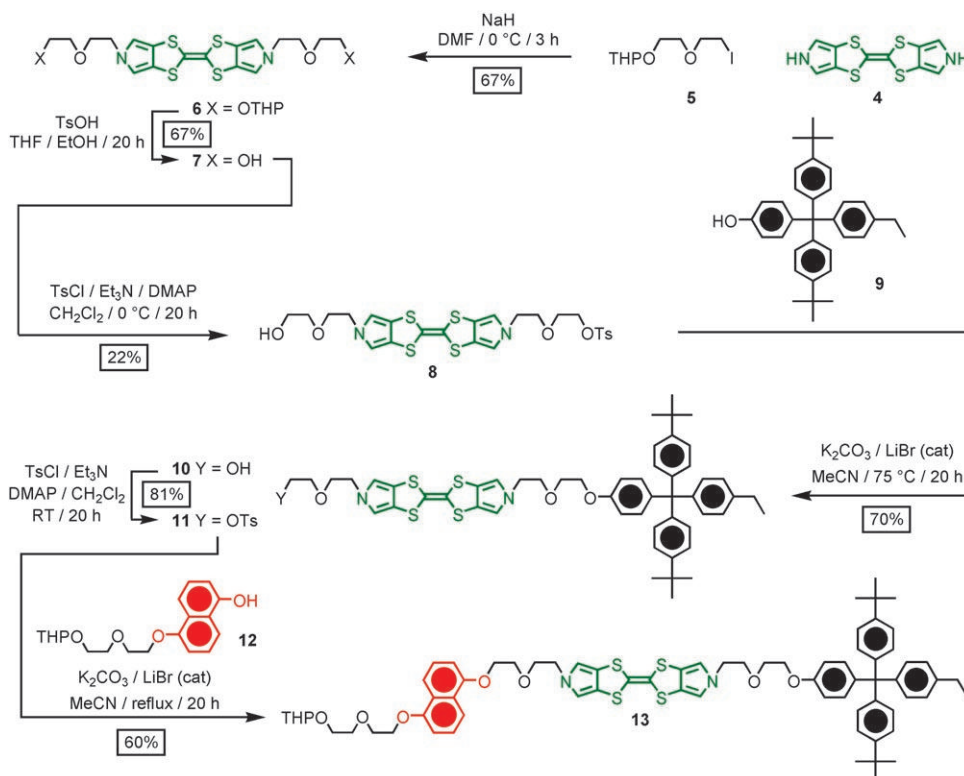 NaH
DMF / 0 °C / 3 h
67%
X
O
N
S
S
S
S
N
O
X
6 X = OTHP
TsOH
THF / EtOH / 20 h
67%
7 X = OH
THPO
O
I
5
HN
S
S
S
S
NH
4
HO
9
TsCl / Et₃N / DMAP
CH₂Cl₂ / 0 °C / 20 h
22%
HO
O
N
S
S
S
S
N
O
OTs
8
TsCl / Et₃N
DMAP / CH₂Cl₂
RT / 20 h
10 Y = OH
81%
11 Y = OTs
Y
O
N
S
S
S
S
N
O
O
K₂CO₃ / LiBr (cat)
MeCN / 75 °C / 20 h
70%
OH
THPO
O
O
12
K₂CO₃ / LiBr (cat)
MeCN / reflux / 20 h
60%
THPO
O
O
O
O
N
S
S
S
S
N
O
O
13